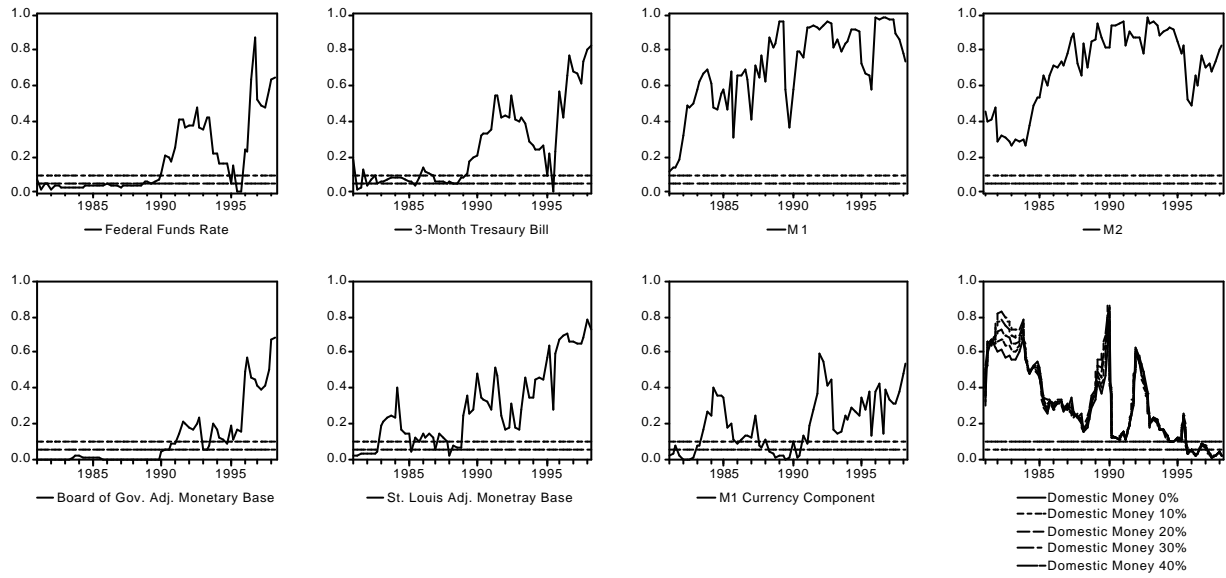 1.0
0.8
0.6
0.4
0.2
0.0
1985 1990 1995
Federal Funds Rate
1.0
0.8
0.6
0.4
0.2
0.0
1985 1990 1995
3-Month Tresaury Bill
1.0
0.8
0.6
0.4
0.2
0.0
1985 1990 1995
M1
1.0
0.8
0.6
0.4
0.2
0.0
1985 1990 1995
M2
1.0
0.8
0.6
0.4
0.2
0.0
1985 1990 1995
Board of Gov. Adj. Monetary Base
1.0
0.8
0.6
0.4
0.2
0.0
1985 1990 1995
St. Louis Adj. Monetray Base
1.0
0.8
0.6
0.4
0.2
0.0
1985 1990 1995
M1 Currency Component
1.0
0.8
0.6
0.4
0.2
0.0
1985 1990 1995
Domestic Money 0%
Domestic Money 10%
Domestic Money 20%
Domestic Money 30%
Domestic Money 40%